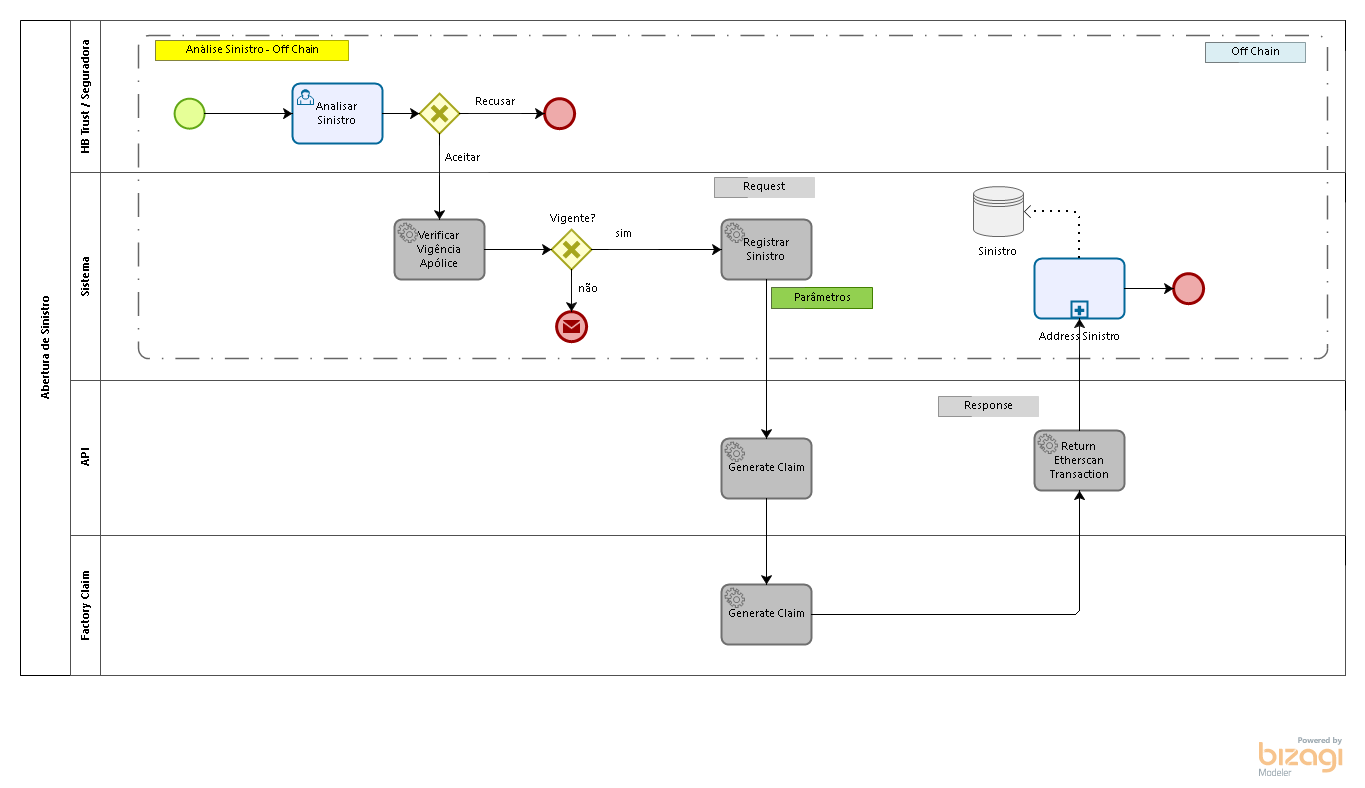 Abertura de Sinistro
HB Trust / Seguradora
Análise Sinistro - Off Chain
Off Chain
Analisar
Sinistro
Recusar
Aceitar
Sistema
Request
Verificar
Vigência
Apólice
Vigente?
sim
não
Registrar
Sinistro
Parâmetros
Sinistro
Address Sinistro
API
Response
Generate Claim
Return
Etherscan
Transaction
Factory Claim
Generate Claim
Powered by
bizagi
Modeler